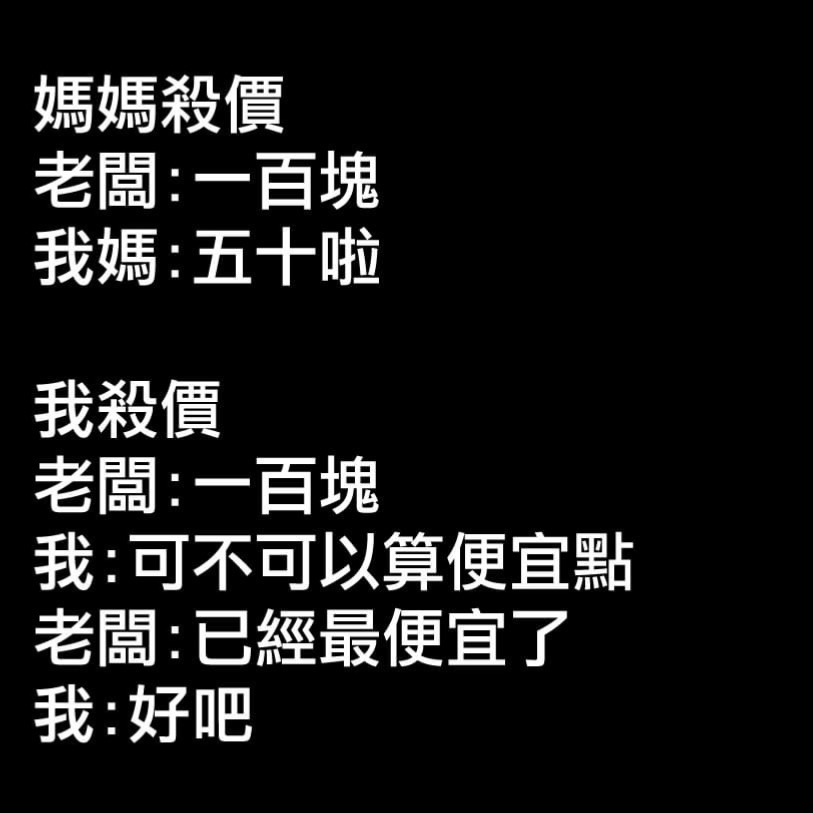 媽媽殺價
老闆:一百塊
我媽:五十啦
我殺價
老闆:一百塊
我:可不可以算便宜點
老闆:已經最便宜了
我:好吧